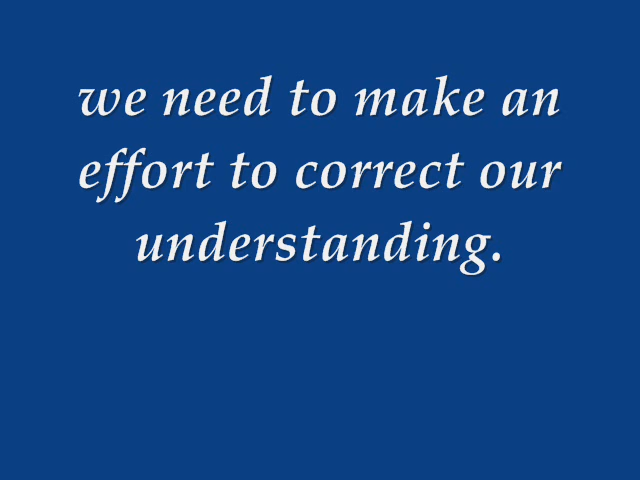 we need to make an
effort to correct our
understanding.